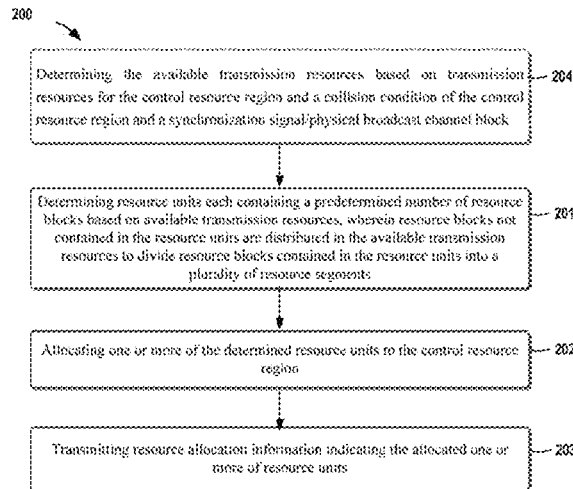 200
Determining the available transmission resources based on transmission
resources for the control resource region and a collision condition of the control
resource region and a synchronization signal/physical broadcast channel block
204
Determining resource units each containing a predetermined number of resource
blocks based on available transmission resources, wherein resource blocks not
contained in the resource units are distributed in the available transmission
resources to divide resource blocks contained in the resource units into a
plurality of resource segments
201
Allocating one or more of the determined resource units to the control resource
region
202
Transmitting resource allocation information indicating the allocated one or
more of resource units
203